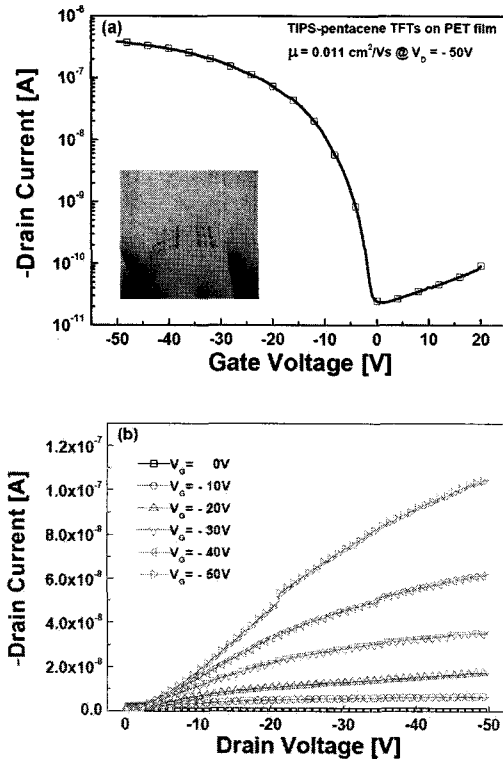 (a)
TIPS-pentacene TFTs on PET film
μ = 0.011 cm²/Vs @ V_D = - 50V
10⁻⁶
10⁻⁷
10⁻⁸
10⁻⁹
10⁻¹⁰
10⁻¹¹
-Drain Current [A]
-50 -40 -30 -20 -10 0 10 20
Gate Voltage [V]
(b)
1.2x10⁻⁷
1.0x10⁻⁷
8.0x10⁻⁸
6.0x10⁻⁸
4.0x10⁻⁸
2.0x10⁻⁸
0.0
-Drain Current [A]
V_G = 0V
V_G = - 10V
V_G = - 20V
V_G = - 30V
V_G = - 40V
V_G = - 50V
0 -10 -20 -30 -40 -50
Drain Voltage [V]